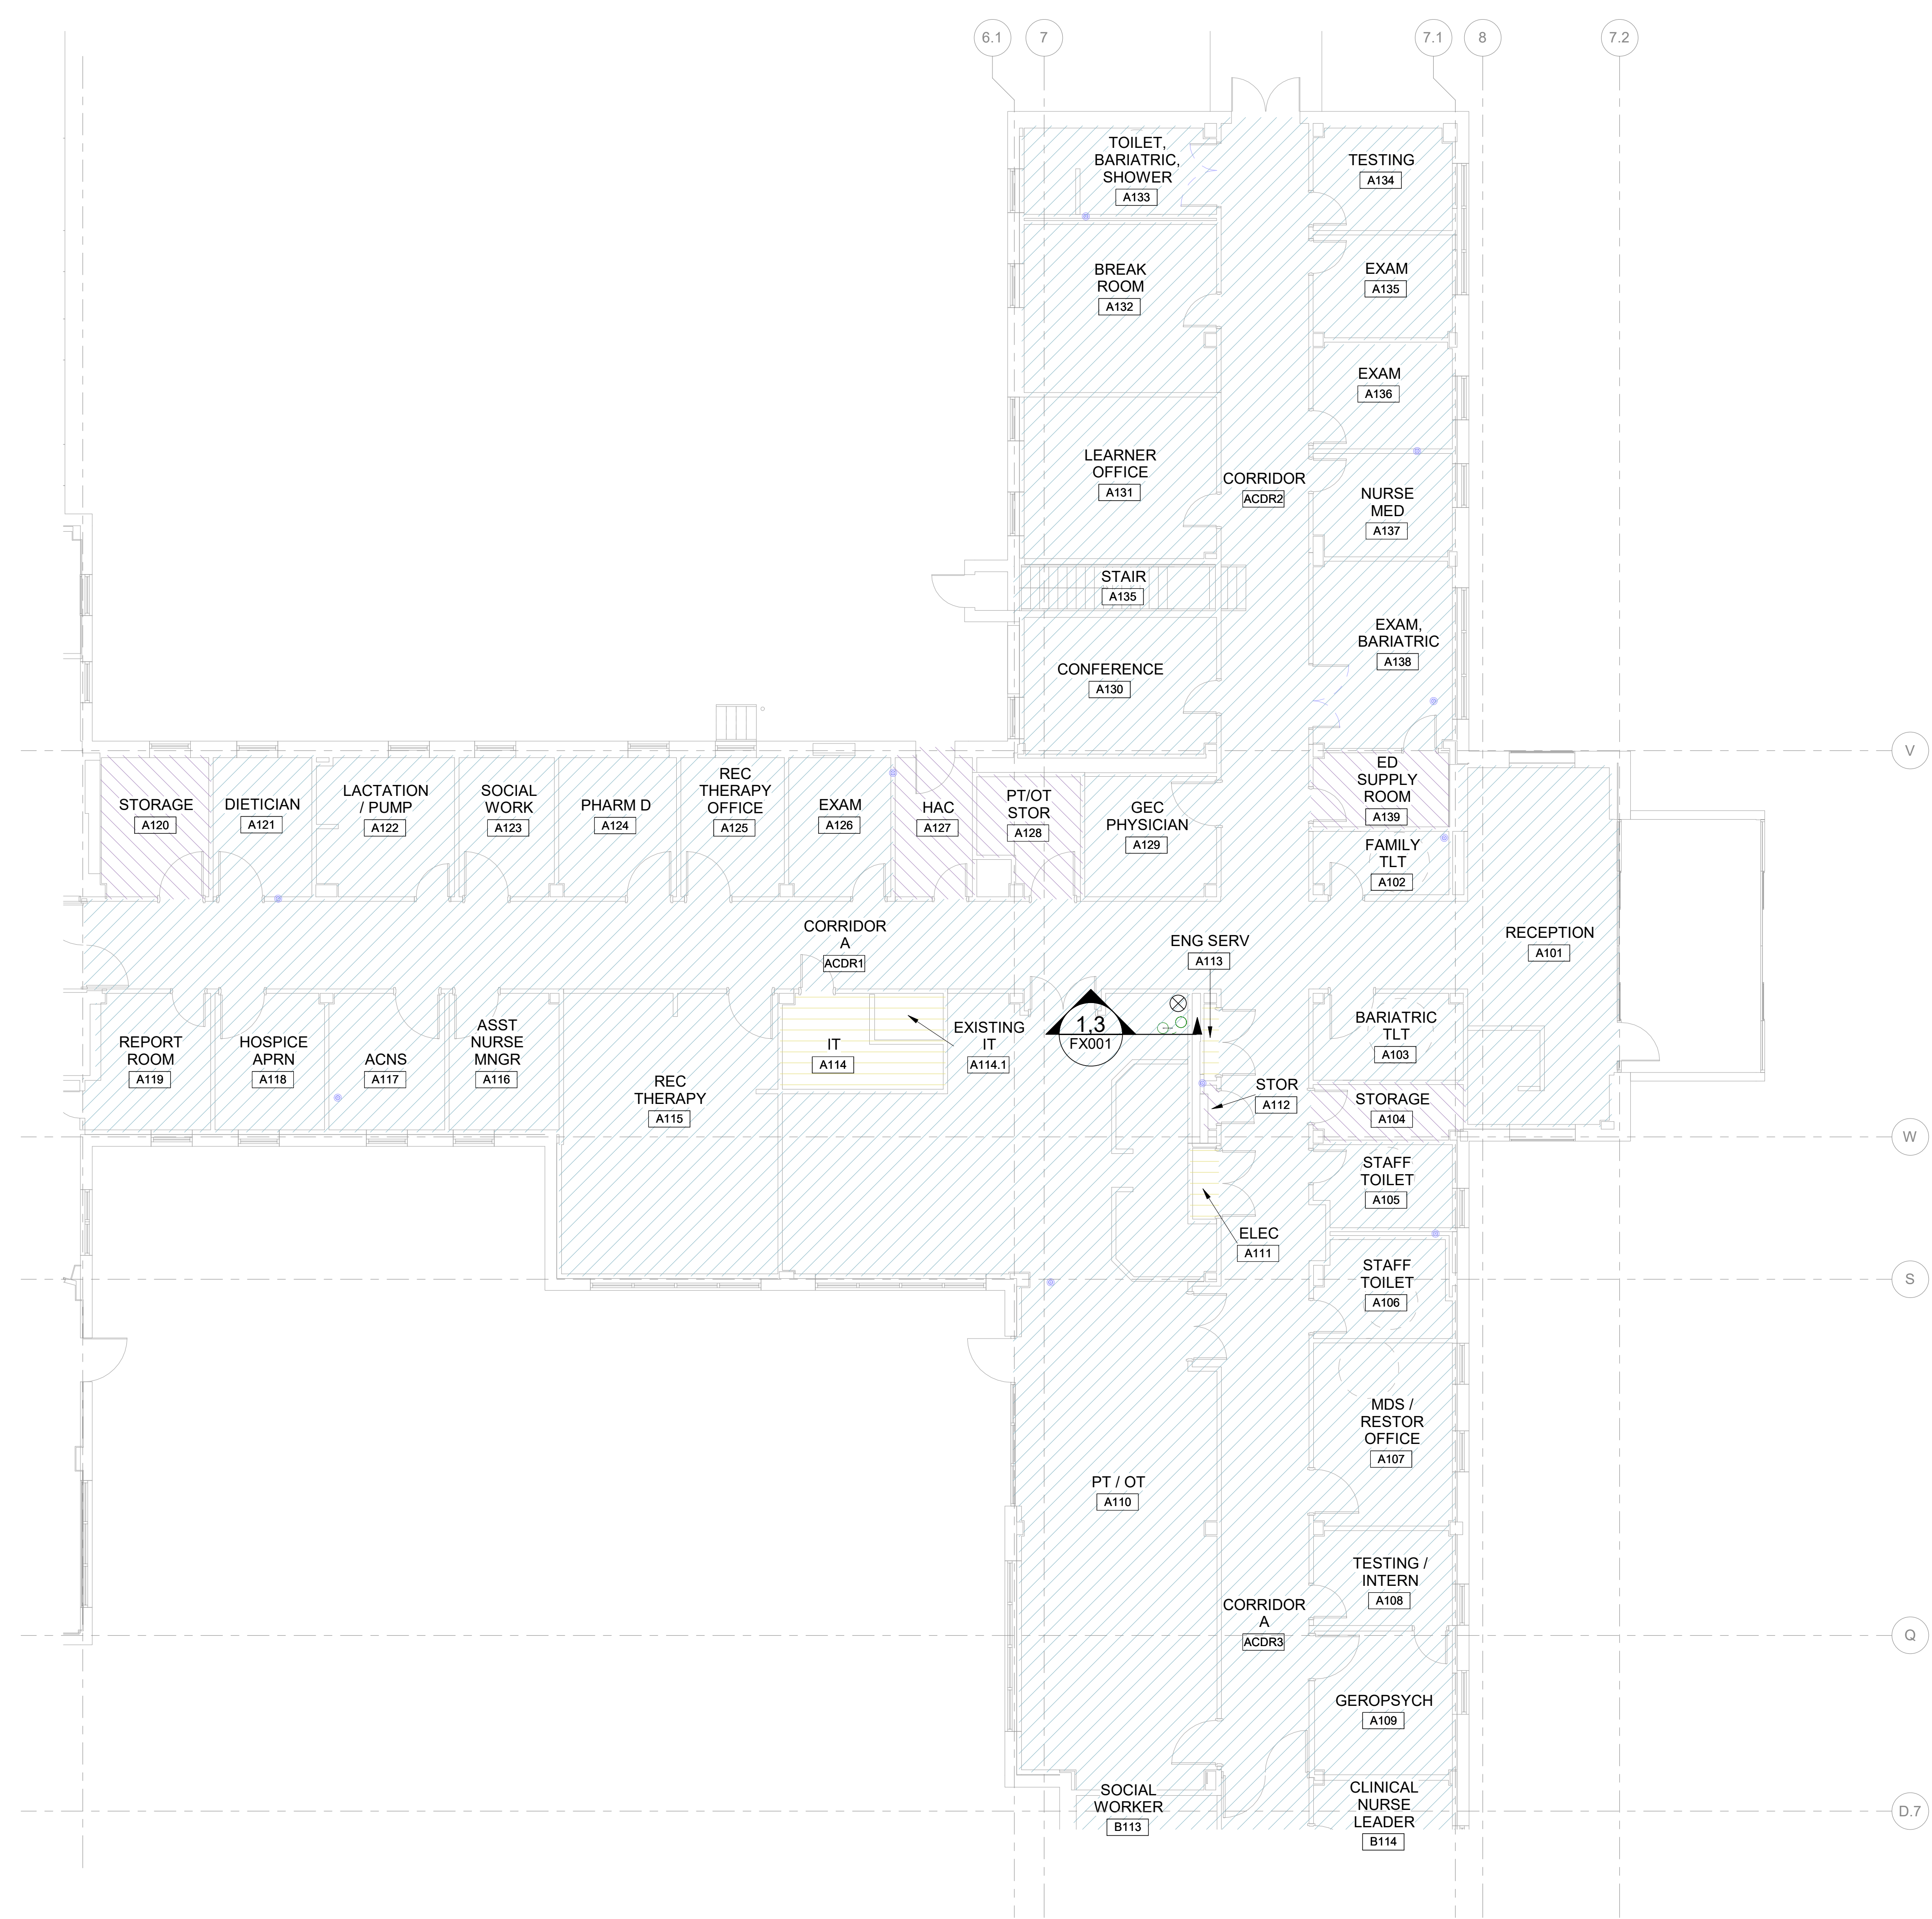 6.1
7
7.1
8
7.2
TOILET,
BARIATRIC,
SHOWER
A133
TESTING
A134
BREAK
ROOM
A132
EXAM
A135
EXAM
A136
LEARNER
OFFICE
A131
CORRIDOR
ACDR2
NURSE
MED
A137
STAIR
A135
EXAM,
BARIATRIC
A138
CONFERENCE
A130
V
STORAGE
A120
DIETICIAN
A121
LACTATION
/ PUMP
A122
SOCIAL
WORK
A123
PHARM D
A124
REC
THERAPY
OFFICE
A125
EXAM
A126
HAC
A127
PT/OT
STOR
A128
GEC
PHYSICIAN
A129
ED
SUPPLY
ROOM
A139
FAMILY
TLT
A102
CORRIDOR
A
ACDR1
ENG SERV
A113
RECEPTION
A101
REPORT
ROOM
A119
HOSPICE
APRN
A118
ACNS
A117
ASST
NURSE
MNGR
A116
REC
THERAPY
A115
IT
A114
EXISTING
IT
A114.1
1,3
FX001
BARIATRIC
TLT
A103
STOR
A112
STORAGE
A104
W
STAFF
TOILET
A105
ELEC
A111
STAFF
TOILET
A106
S
MDS /
RESTOR
OFFICE
A107
PT / OT
A110
TESTING /
INTERN
A108
CORRIDOR
A
ACDR3
Q
GEROPSYCH
A109
SOCIAL
WORKER
B113
CLINICAL
NURSE
LEADER
B114
D.7